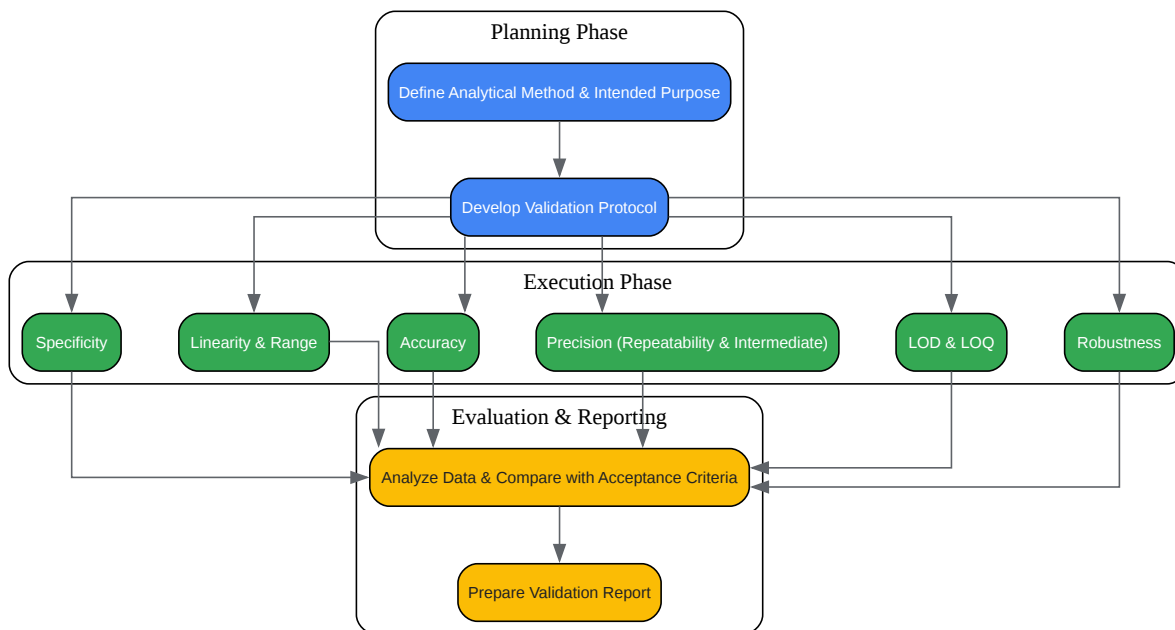 Planning Phase
Define Analytical Method & Intended Purpose
Develop Validation Protocol
Execution Phase
Specificity
Linearity & Range
Accuracy
Precision (Repeatability & Intermediate)
LOD & LOQ
Robustness
Evaluation & Reporting
Analyze Data & Compare with Acceptance Criteria
Prepare Validation Report